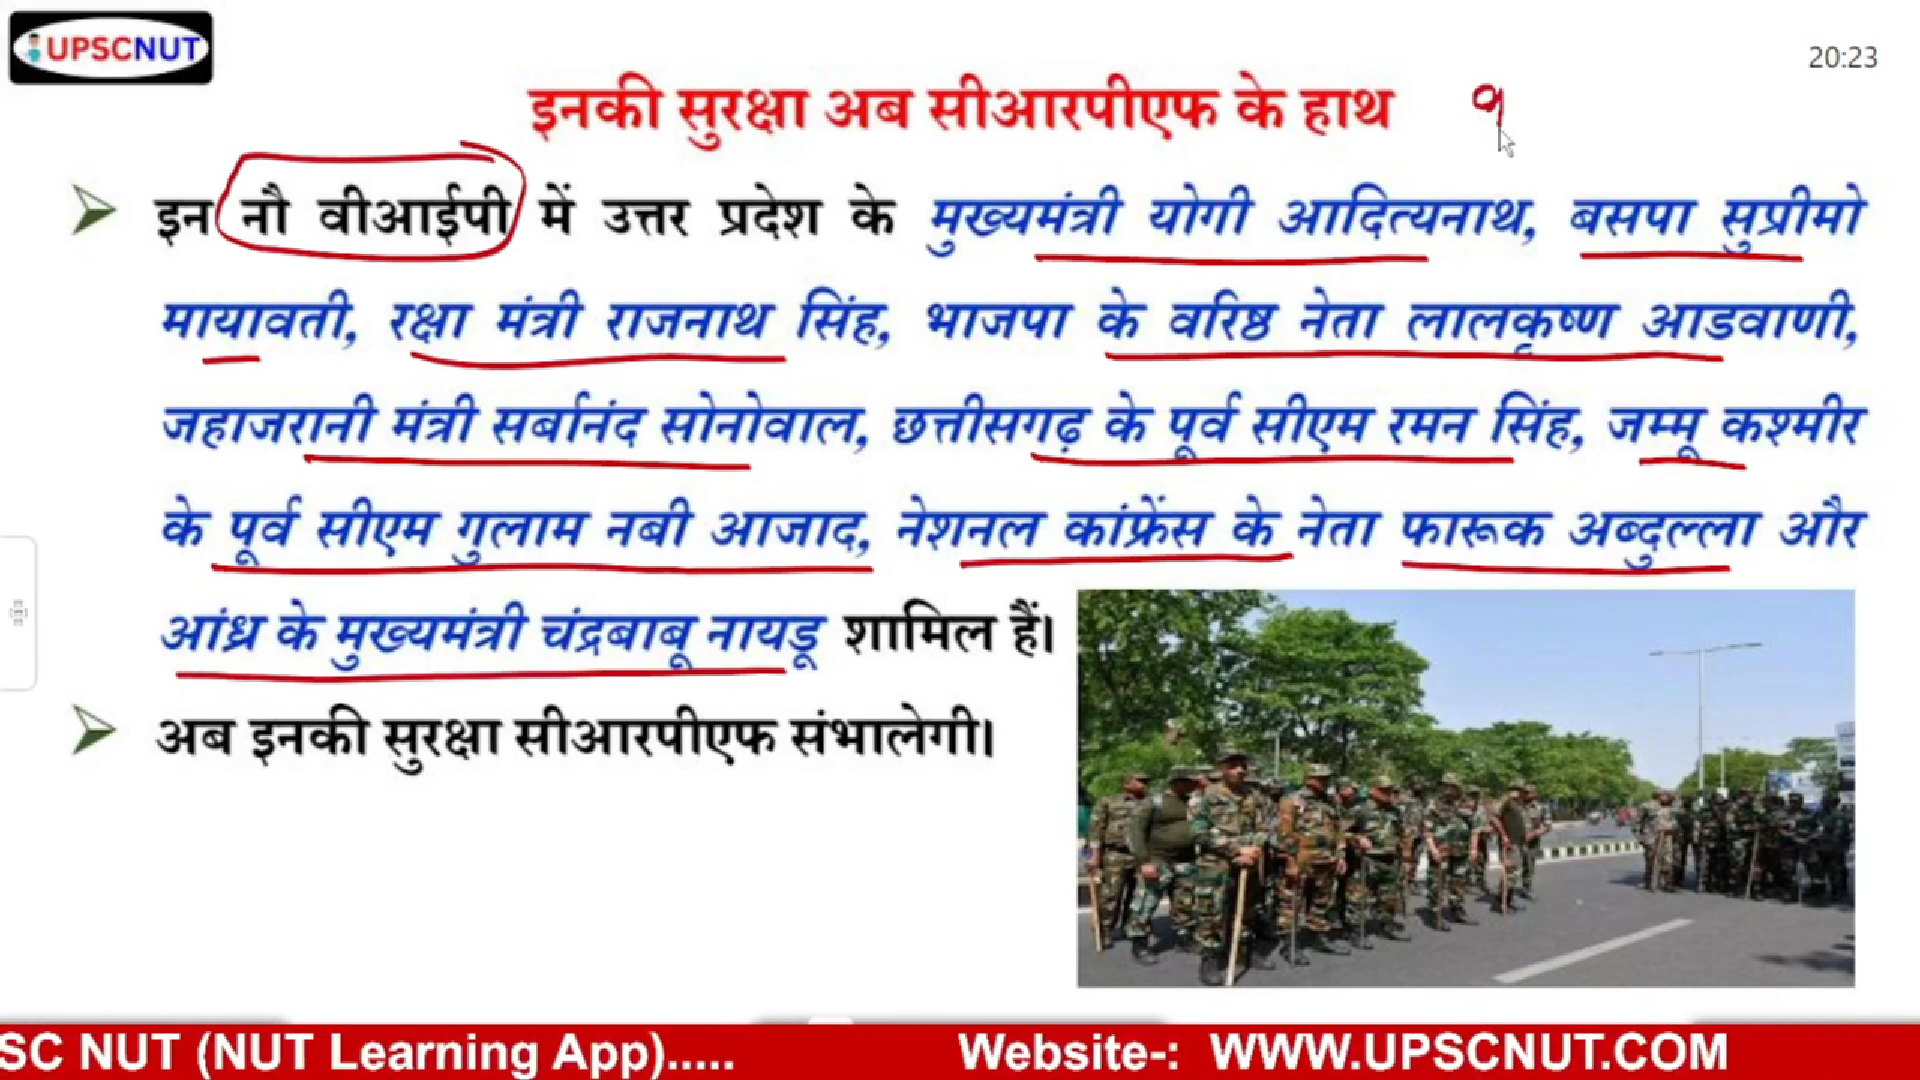 UPSCNUT
20:23
इनकी सुरक्षा अब सीआरपीएफ के हाथ 9
इन नौ वीआईपी में उत्तर प्रदेश के मुख्यमंत्री योगी आदित्यनाथ, बसपा सुप्रीमो
मायावती, रक्षा मंत्री राजनाथ सिंह, भाजपा के वरिष्ठ नेता लालकृष्ण आडवाणी,
जहाजरानी मंत्री सर्बानंद सोनोवाल, छत्तीसगढ़ के पूर्व सीएम रमन सिंह, जम्मू कश्मीर
के पूर्व सीएम गुलाम नबी आजाद, नेशनल कांफ्रेंस के नेता फारूक अब्दुल्ला और
आंध्र के मुख्यमंत्री चंद्रबाबू नायडू शामिल हैं।
अब इनकी सुरक्षा सीआरपीएफ संभालेगी।
SC NUT (NUT Learning App)..... Website-: WWW.UPSCNUT.COM